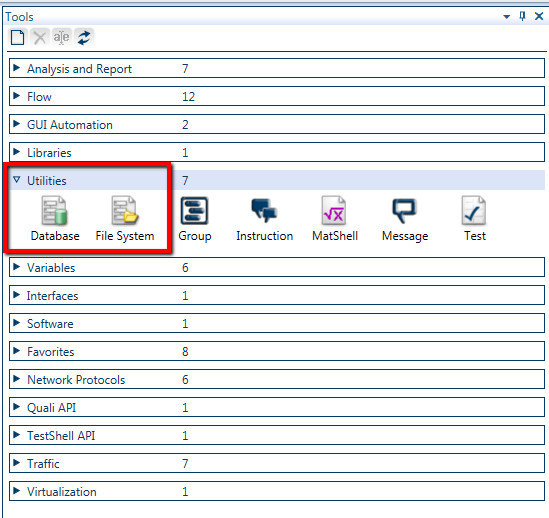 Tools
a|e
Analysis and Report 7
Flow 12
GUI Automation 2
Libraries 1
Utilities 7
Database File System Group Instruction MatShell Message Test
Variables 6
Interfaces 1
Software 1
Favorites 8
Network Protocols 6
Quali API 1
TestShell API 1
Traffic 7
Virtualization 1